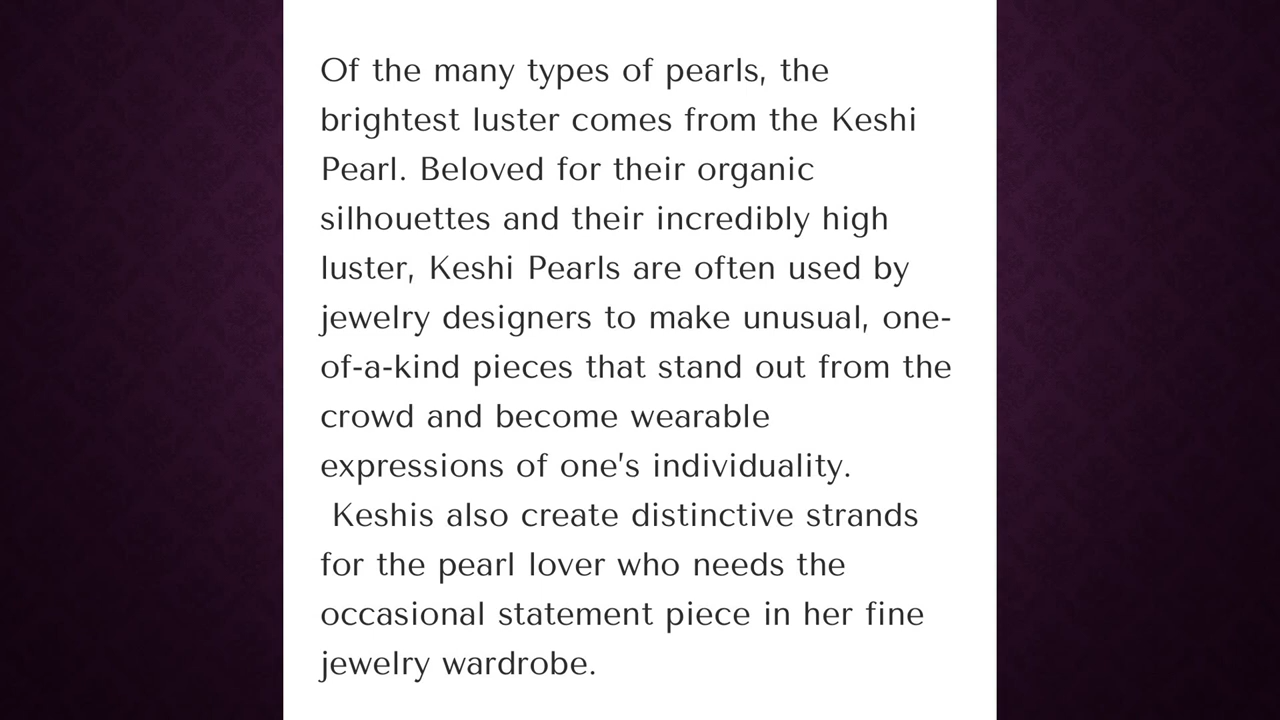 Of the many types of pearls, the
brightest luster comes from the Keshi
Pearl. Beloved for their organic
silhouettes and their incredibly high
luster, Keshi Pearls are often used by
jewelry designers to make unusual, one-
of-a-kind pieces that stand out from the
crowd and become wearable
expressions of one's individuality.
Keshis also create distinctive strands
for the pearl lover who needs the
occasional statement piece in her fine
jewelry wardrobe.